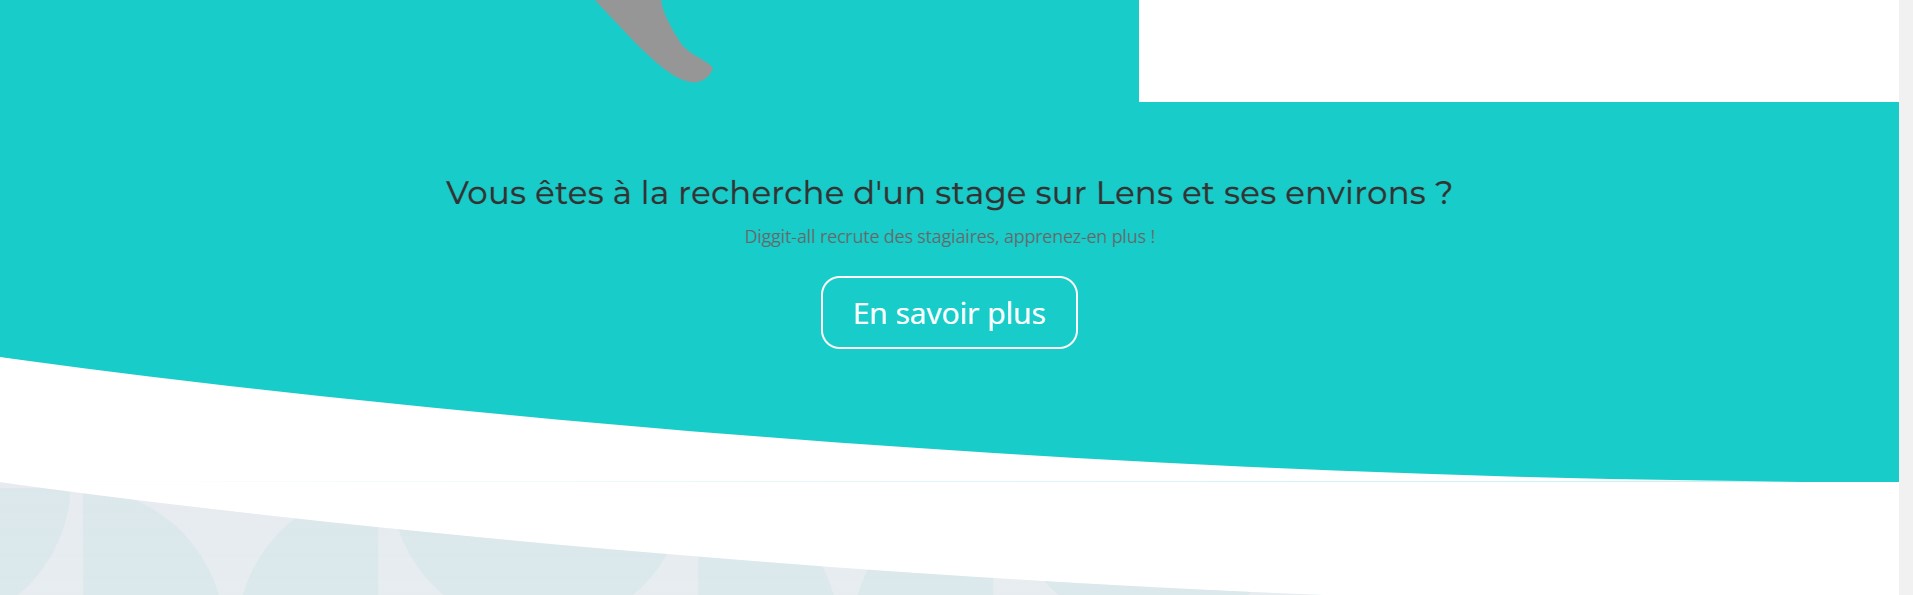 Vous êtes à la recherche d'un stage sur Lens et ses environs ?
Diggit-all recrute des stagiaires, apprenez-en plus !
En savoir plus